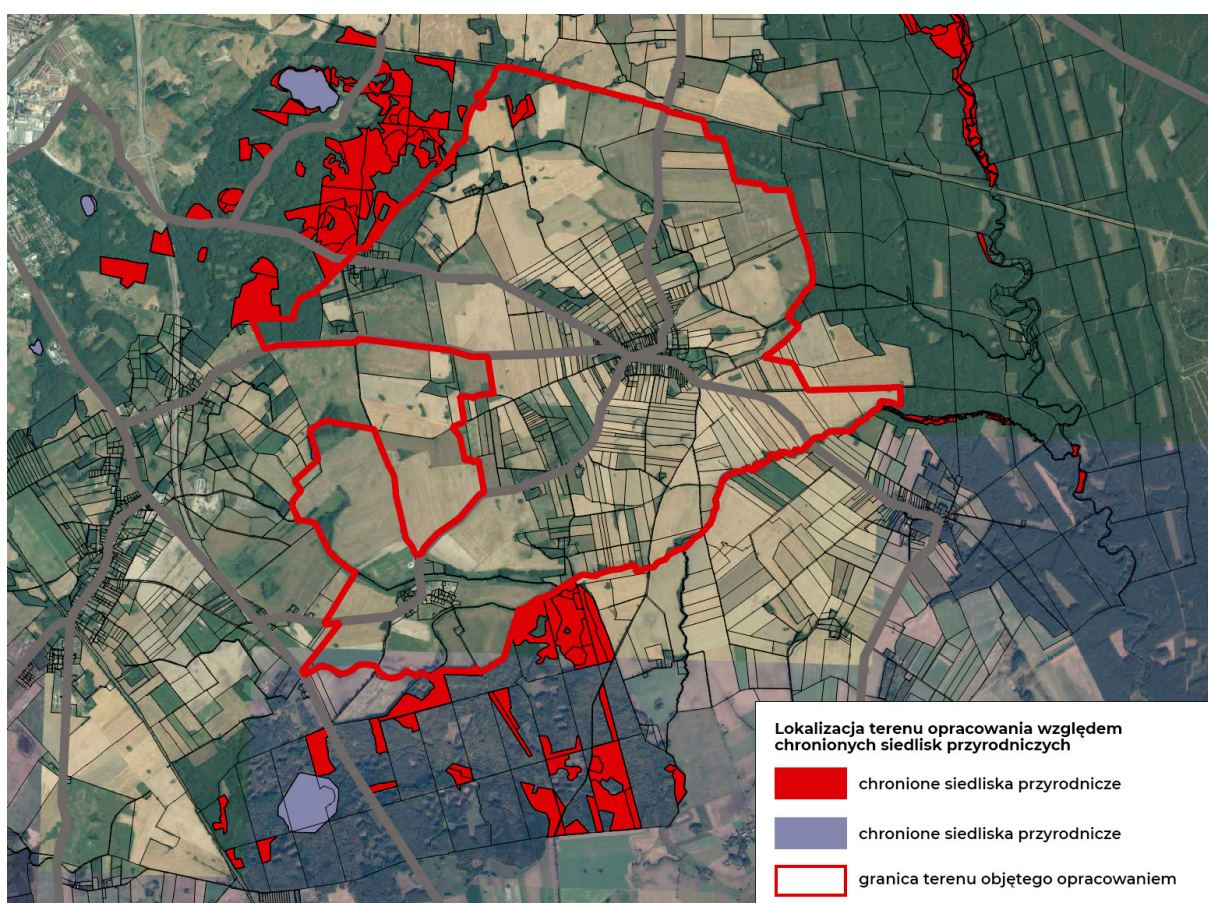 Lokalizacja terenu opracowania względem
chronionych siedlisk przyrodniczych
chronione siedliska przyrodnicze
chronione siedliska przyrodnicze
granica terenu objętego opracowaniem